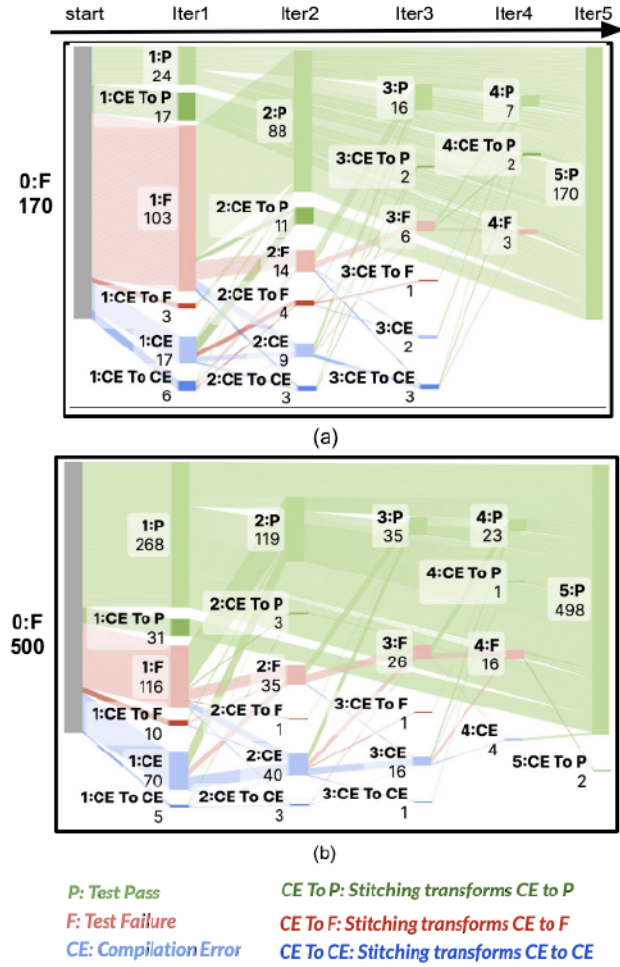 start Iter1 Iter2 Iter3 Iter4 Iter5
0:F
170
1:P
24
1:CE To P
17
1:F
103
1:CE To F
3
1:CE
17
1:CE To CE
6
2:P
88
2:CE To P
11
2:F
14
2:CE To F
4
2:CE
9
2:CE To CE
3
3:P
16
3:CE To P
2
3:F
6
3:CE To F
1
3:CE
2
3:CE To CE
3
4:P
7
4:CE To P
2
4:F
3
5:P
170
(a)
0:F
500
1:P
268
1:CE To P
31
1:F
116
1:CE To F
10
1:CE
70
1:CE To CE
5
2:P
119
2:CE To P
3
2:F
35
2:CE To F
1
2:CE
40
2:CE To CE
3
3:P
35
3:F
26
3:CE To F
1
3:CE
16
3:CE To CE
1
4:P
23
4:CE To P
1
4:F
16
4:CE
4
5:P
498
5:CE To P
2
(b)
P: Test Pass
F: Test Failure
CE: Compilation Error
CE To P: Stitching transforms CE to P
CE To F: Stitching transforms CE to F
CE To CE: Stitching transforms CE to CE